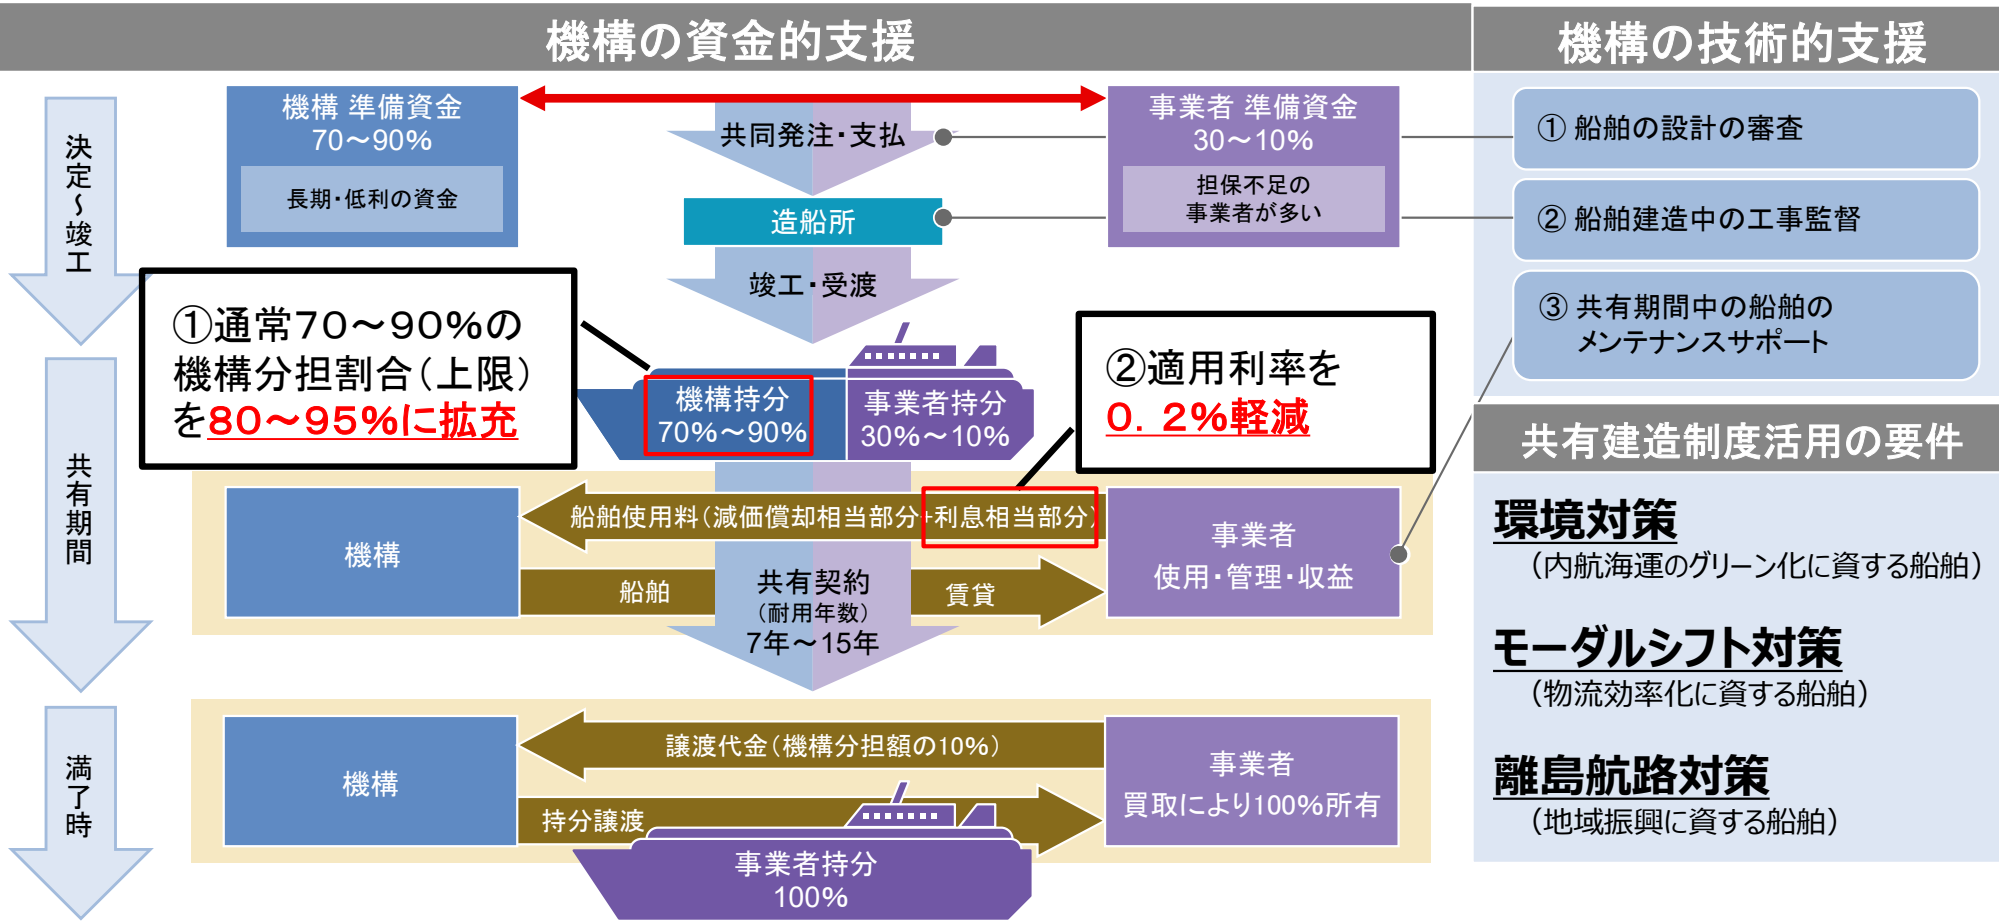 機構の資金的支援
機構の技術的支援
決定～竣工
機構 準備資金
70～90%
長期・低利の資金
共同発注・支払
事業者 準備資金
30～10%
担保不足の
事業者が多い
造船所
竣工・受渡
① 船舶の設計の審査
② 船舶建造中の工事監督
③ 共有期間中の船舶の
メンテナンスサポート
①通常70～90%の
機構分担割合(上限)
を80～95%に拡充
機構持分
70%～90%
事業者持分
30%～10%
②適用利率を
0. 2%軽減
共有期間
機構
船舶使用料(減価償却相当部分+利息相当部分)
船舶
賃貸
共有契約
(耐用年数)
7年～15年
事業者
使用・管理・収益
満了時
機構
譲渡代金(機構分担額の10%)
持分譲渡
事業者
買取により100%所有
事業者持分
100%
共有建造制度活用の要件
環境対策
(内航海運のグリーン化に資する船舶)
モーダルシフト対策
(物流効率化に資する船舶)
離島航路対策
(地域振興に資する船舶)